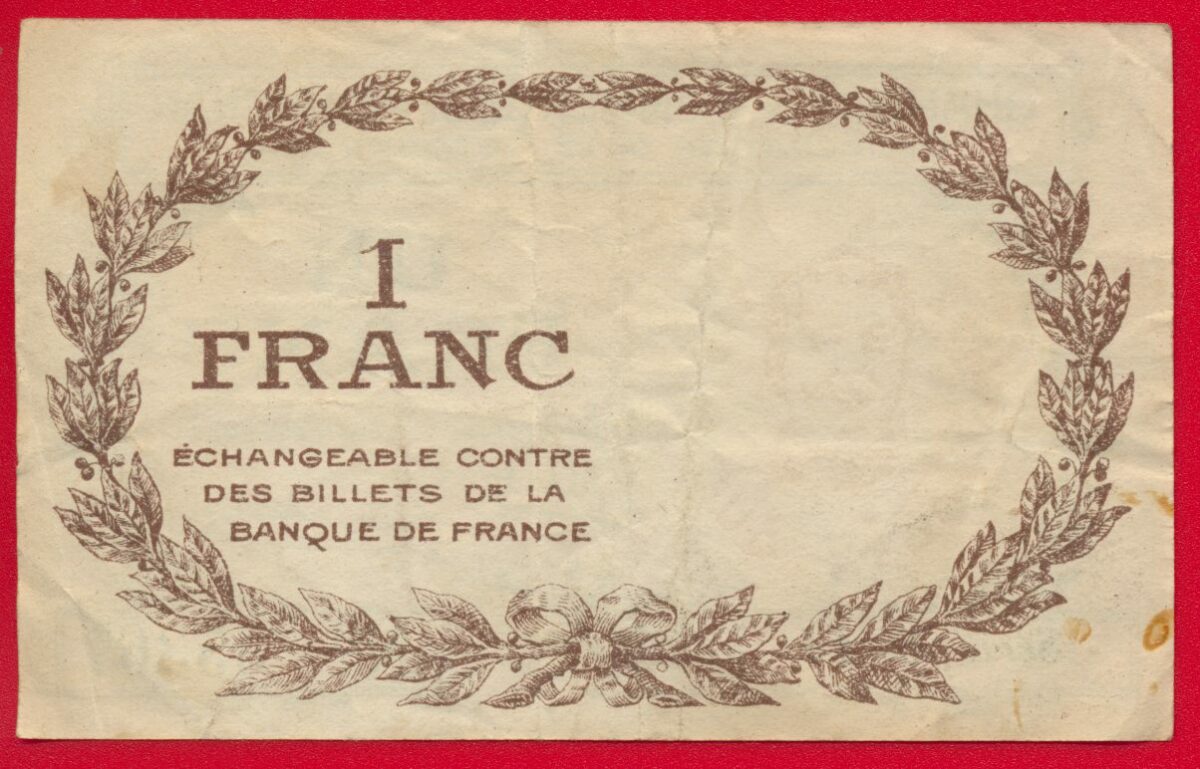 1
FRANC
ÉCHANGEABLE CONTRE
DES BILLETS DE LA
BANQUE DE FRANCE